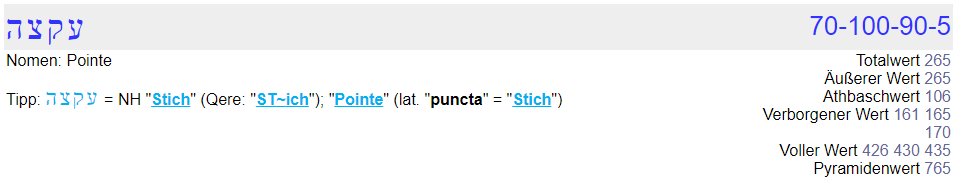 עקצה 70-100-90-5
Nomen: Pointe Totalwert 265
Äußerer Wert 265
Tipp: עקצה = NH "Stich" (Qere: "ST~ich"); "Pointe" (lat. "puncta" = "Stich") Athbaschwert 106
Verborgener Wert 161 165
170
Voller Wert 426 430 435
Pyramidenwert 765